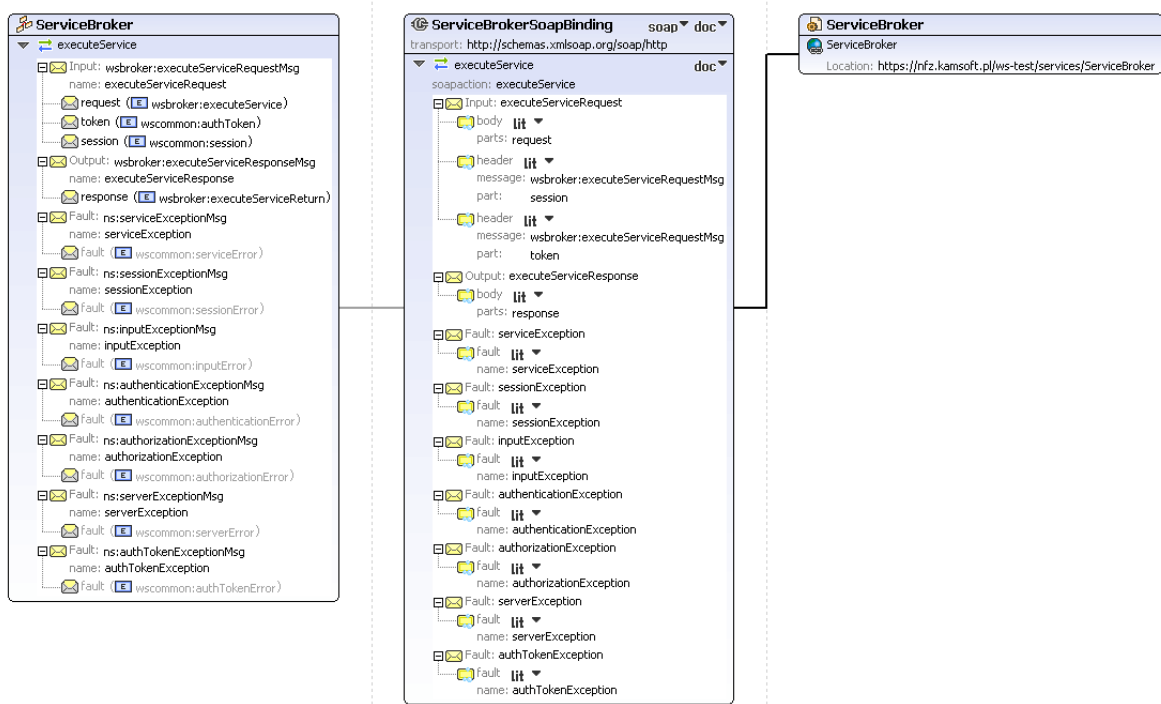 ServiceBroker
executeService
Input: wsbroker:executeServiceRequestMsg
name: executeServiceRequest
request (E wsbroker:executeService)
token (E wscommon:authToken)
session (E wscommon:session)
Output: wsbroker:executeServiceResponseMsg
name: executeServiceResponse
response (E wsbroker:executeServiceReturn)
Fault: ns:serviceExceptionMsg
name: serviceException
fault (E wscommon:serviceError)
Fault: ns:sessionExceptionMsg
name: sessionException
fault (E wscommon:sessionError)
Fault: ns:inputExceptionMsg
name: inputException
fault (E wscommon:inputError)
Fault: ns:authenticationExceptionMsg
name: authenticationException
fault (E wscommon:authenticationError)
Fault: ns:authorizationExceptionMsg
name: authorizationException
fault (E wscommon:authorizationError)
Fault: ns:serverExceptionMsg
name: serverException
fault (E wscommon:serverError)
Fault: ns:authTokenExceptionMsg
name: authTokenException
fault (E wscommon:authTokenError)
ServiceBrokerSoapBinding soap doc
transport: http://schemas.xmlsoap.org/soap/http
executeService doc
soapaction: executeService
Input: executeServiceRequest
body lit
parts: request
header lit
message: wsbroker:executeServiceRequestMsg
part: session
header lit
message: wsbroker:executeServiceRequestMsg
part: token
Output: executeServiceResponse
body lit
parts: response
Fault: serviceException
fault lit
name: serviceException
Fault: sessionException
fault lit
name: sessionException
Fault: inputException
fault lit
name: inputException
Fault: authenticationException
fault lit
name: authenticationException
Fault: authorizationException
fault lit
name: authorizationException
Fault: serverException
fault lit
name: serverException
Fault: authTokenException
fault lit
name: authTokenException
ServiceBroker
ServiceBroker
Location: https://nfz.kamsoft.pl/ws-test/services/ServiceBroker